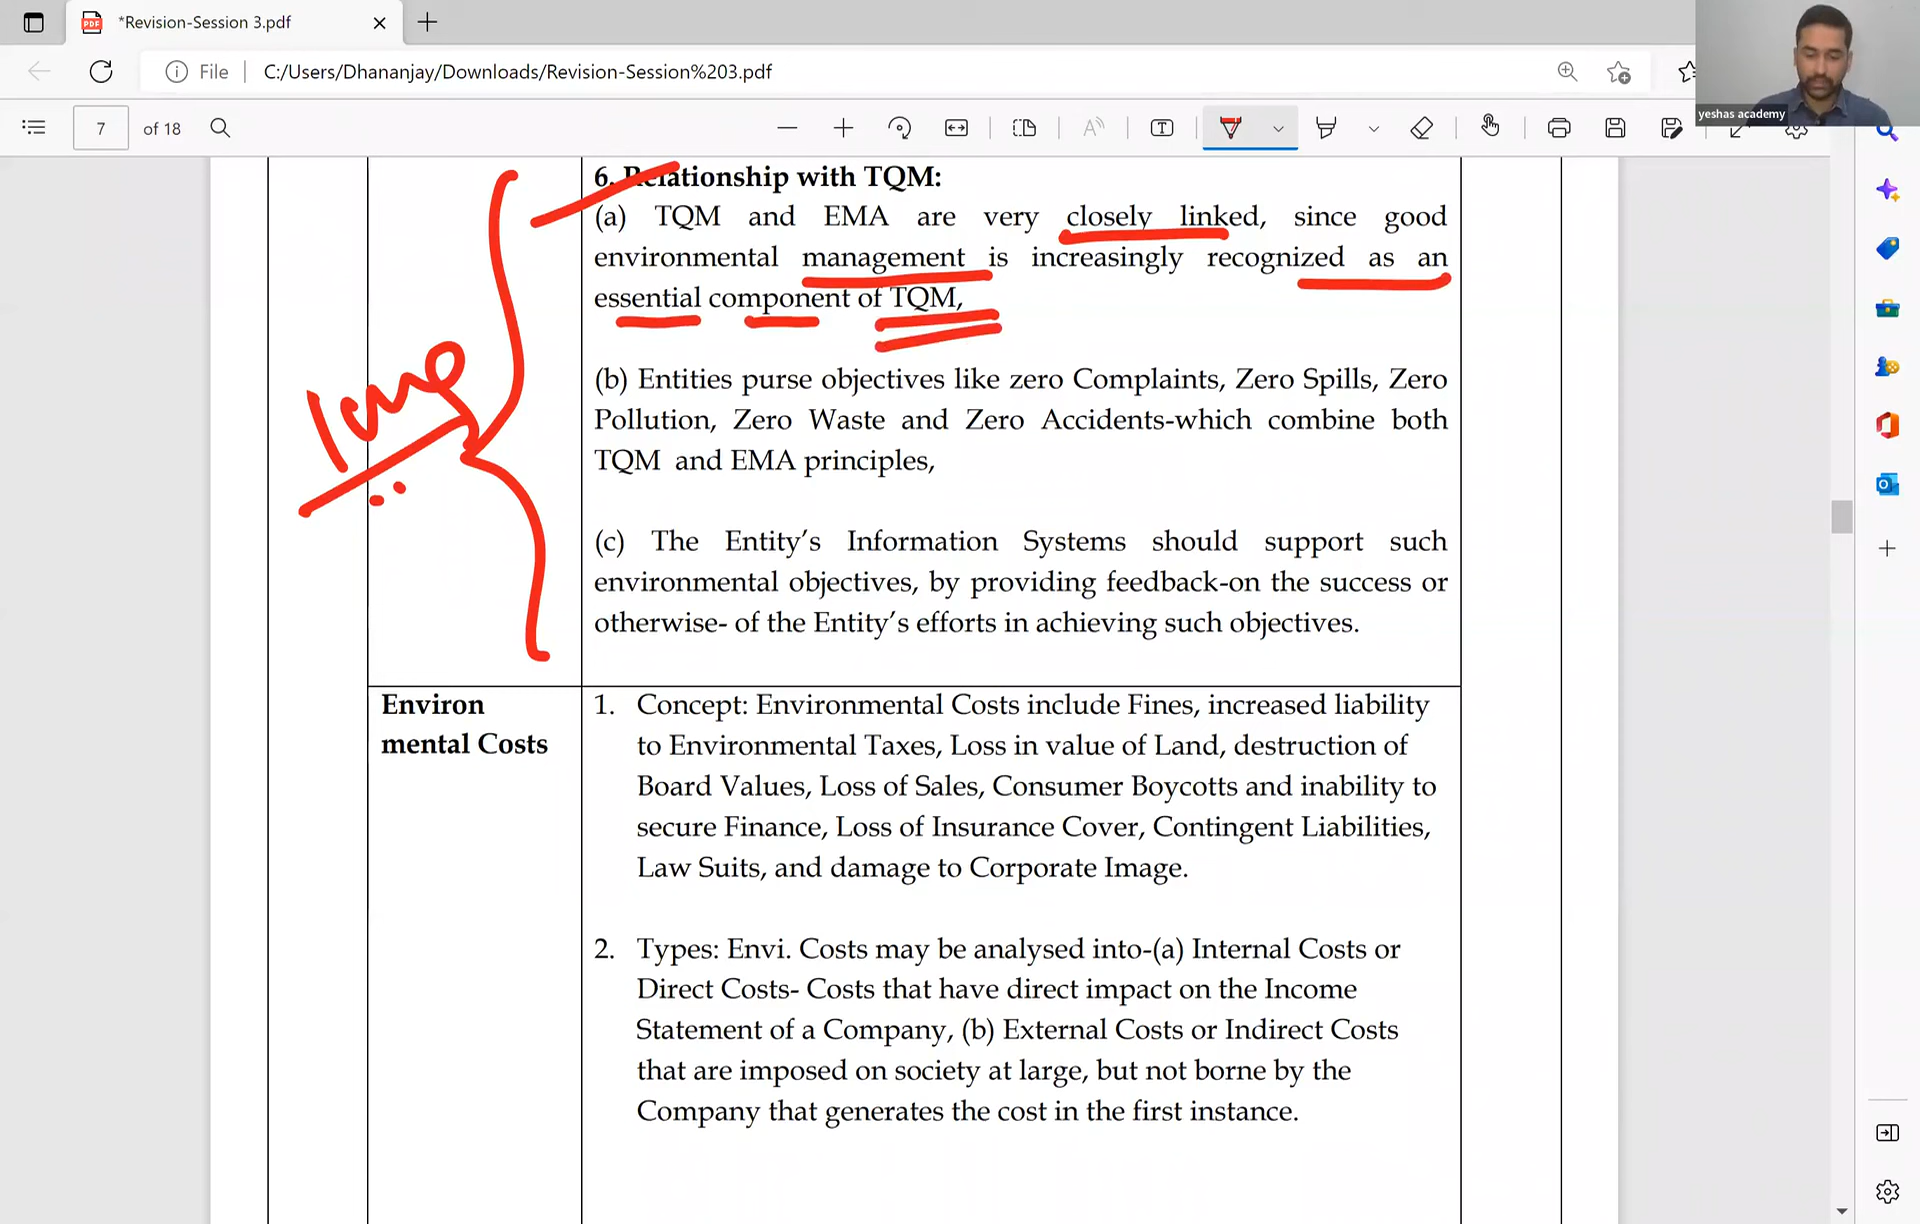 *Revision-Session 3.pdf
File
C:/Users/Dhananjay/Downloads/Revision-Session%203.pdf
yeshas academy
7 of 18
6. Relationship with TQM:
(a) TQM and EMA are very closely linked, since good
environmental management is increasingly recognized as an
essential component of TQM,
(b) Entities purse objectives like zero Complaints, Zero Spills, Zero
Pollution, Zero Waste and Zero Accidents-which combine both
TQM and EMA principles,
(c) The Entity’s Information Systems should support such
environmental objectives, by providing feedback-on the success or
otherwise- of the Entity’s efforts in achieving such objectives.
Environ
mental Costs
1. Concept: Environmental Costs include Fines, increased liability
to Environmental Taxes, Loss in value of Land, destruction of
Board Values, Loss of Sales, Consumer Boycotts and inability to
secure Finance, Loss of Insurance Cover, Contingent Liabilities,
Law Suits, and damage to Corporate Image.
2. Types: Envi. Costs may be analysed into-(a) Internal Costs or
Direct Costs- Costs that have direct impact on the Income
Statement of a Company, (b) External Costs or Indirect Costs
that are imposed on society at large, but not borne by the
Company that generates the cost in the first instance.